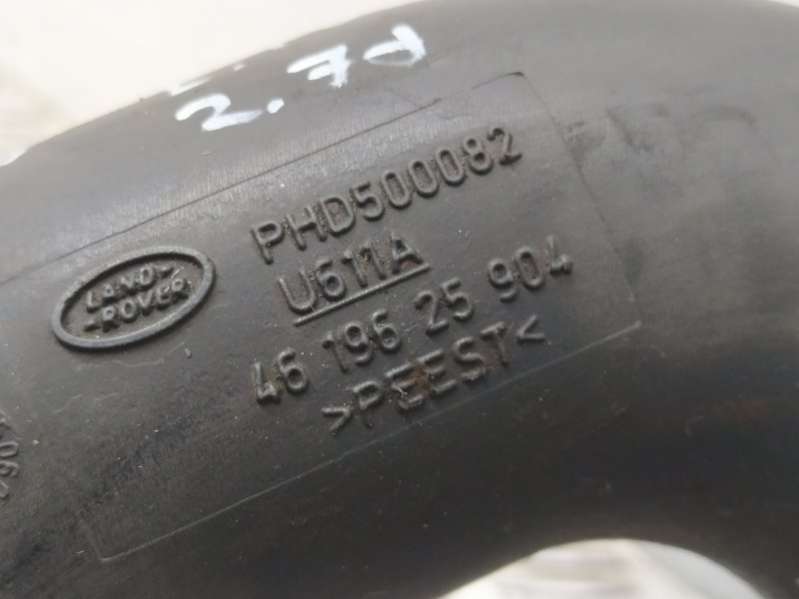 2.7d
PHD500082
U611A
LAND-
-ROVER
46 196 25 904
>PEEST<